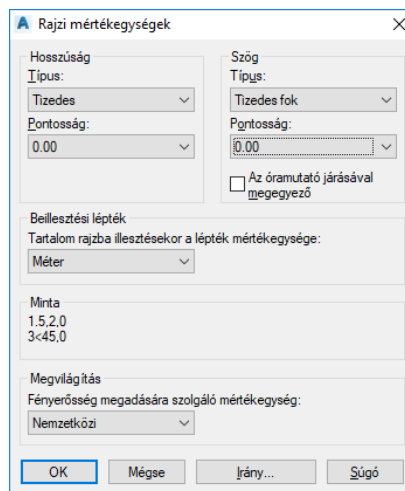 Rajzi mértékegységek
Hosszúság
Típus:
Tizedes
Pontosság:
0.00
Szög
Típus:
Tizedes fok
Pontosság:
0.00
Az óramutató járásával
megegyező
Beillesztési lépték
Tartalom rajzba illesztésekor a lépték mértékegysége:
Méter
Minta
1.5,2,0
3<45,0
Megvilágítás
Fényerősség megadására szolgáló mértékegység:
Nemzetközi
OK
Mégse
Irány...
Súgó